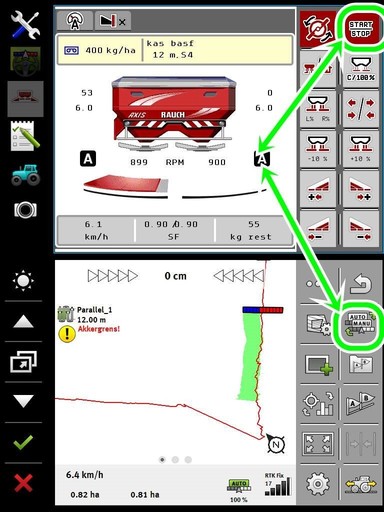 START
STOP
400 kg/ha
kas basf
12 m.S4
C/100%
53
6.0
0
6.0
AXIS
RAUCH
L% R%
A
899 RPM 900
A
-10 %
+10 %
6.1
km/h
0.90 /0.90
SF
55
kg rest
0 cm
Parallel_1
12.00 m
Akkergrens!
AUTO
MANU
A B
N
6.4 km/h
0.82 ha
0.81 ha
AUTO
100 %
RTK Fix
17